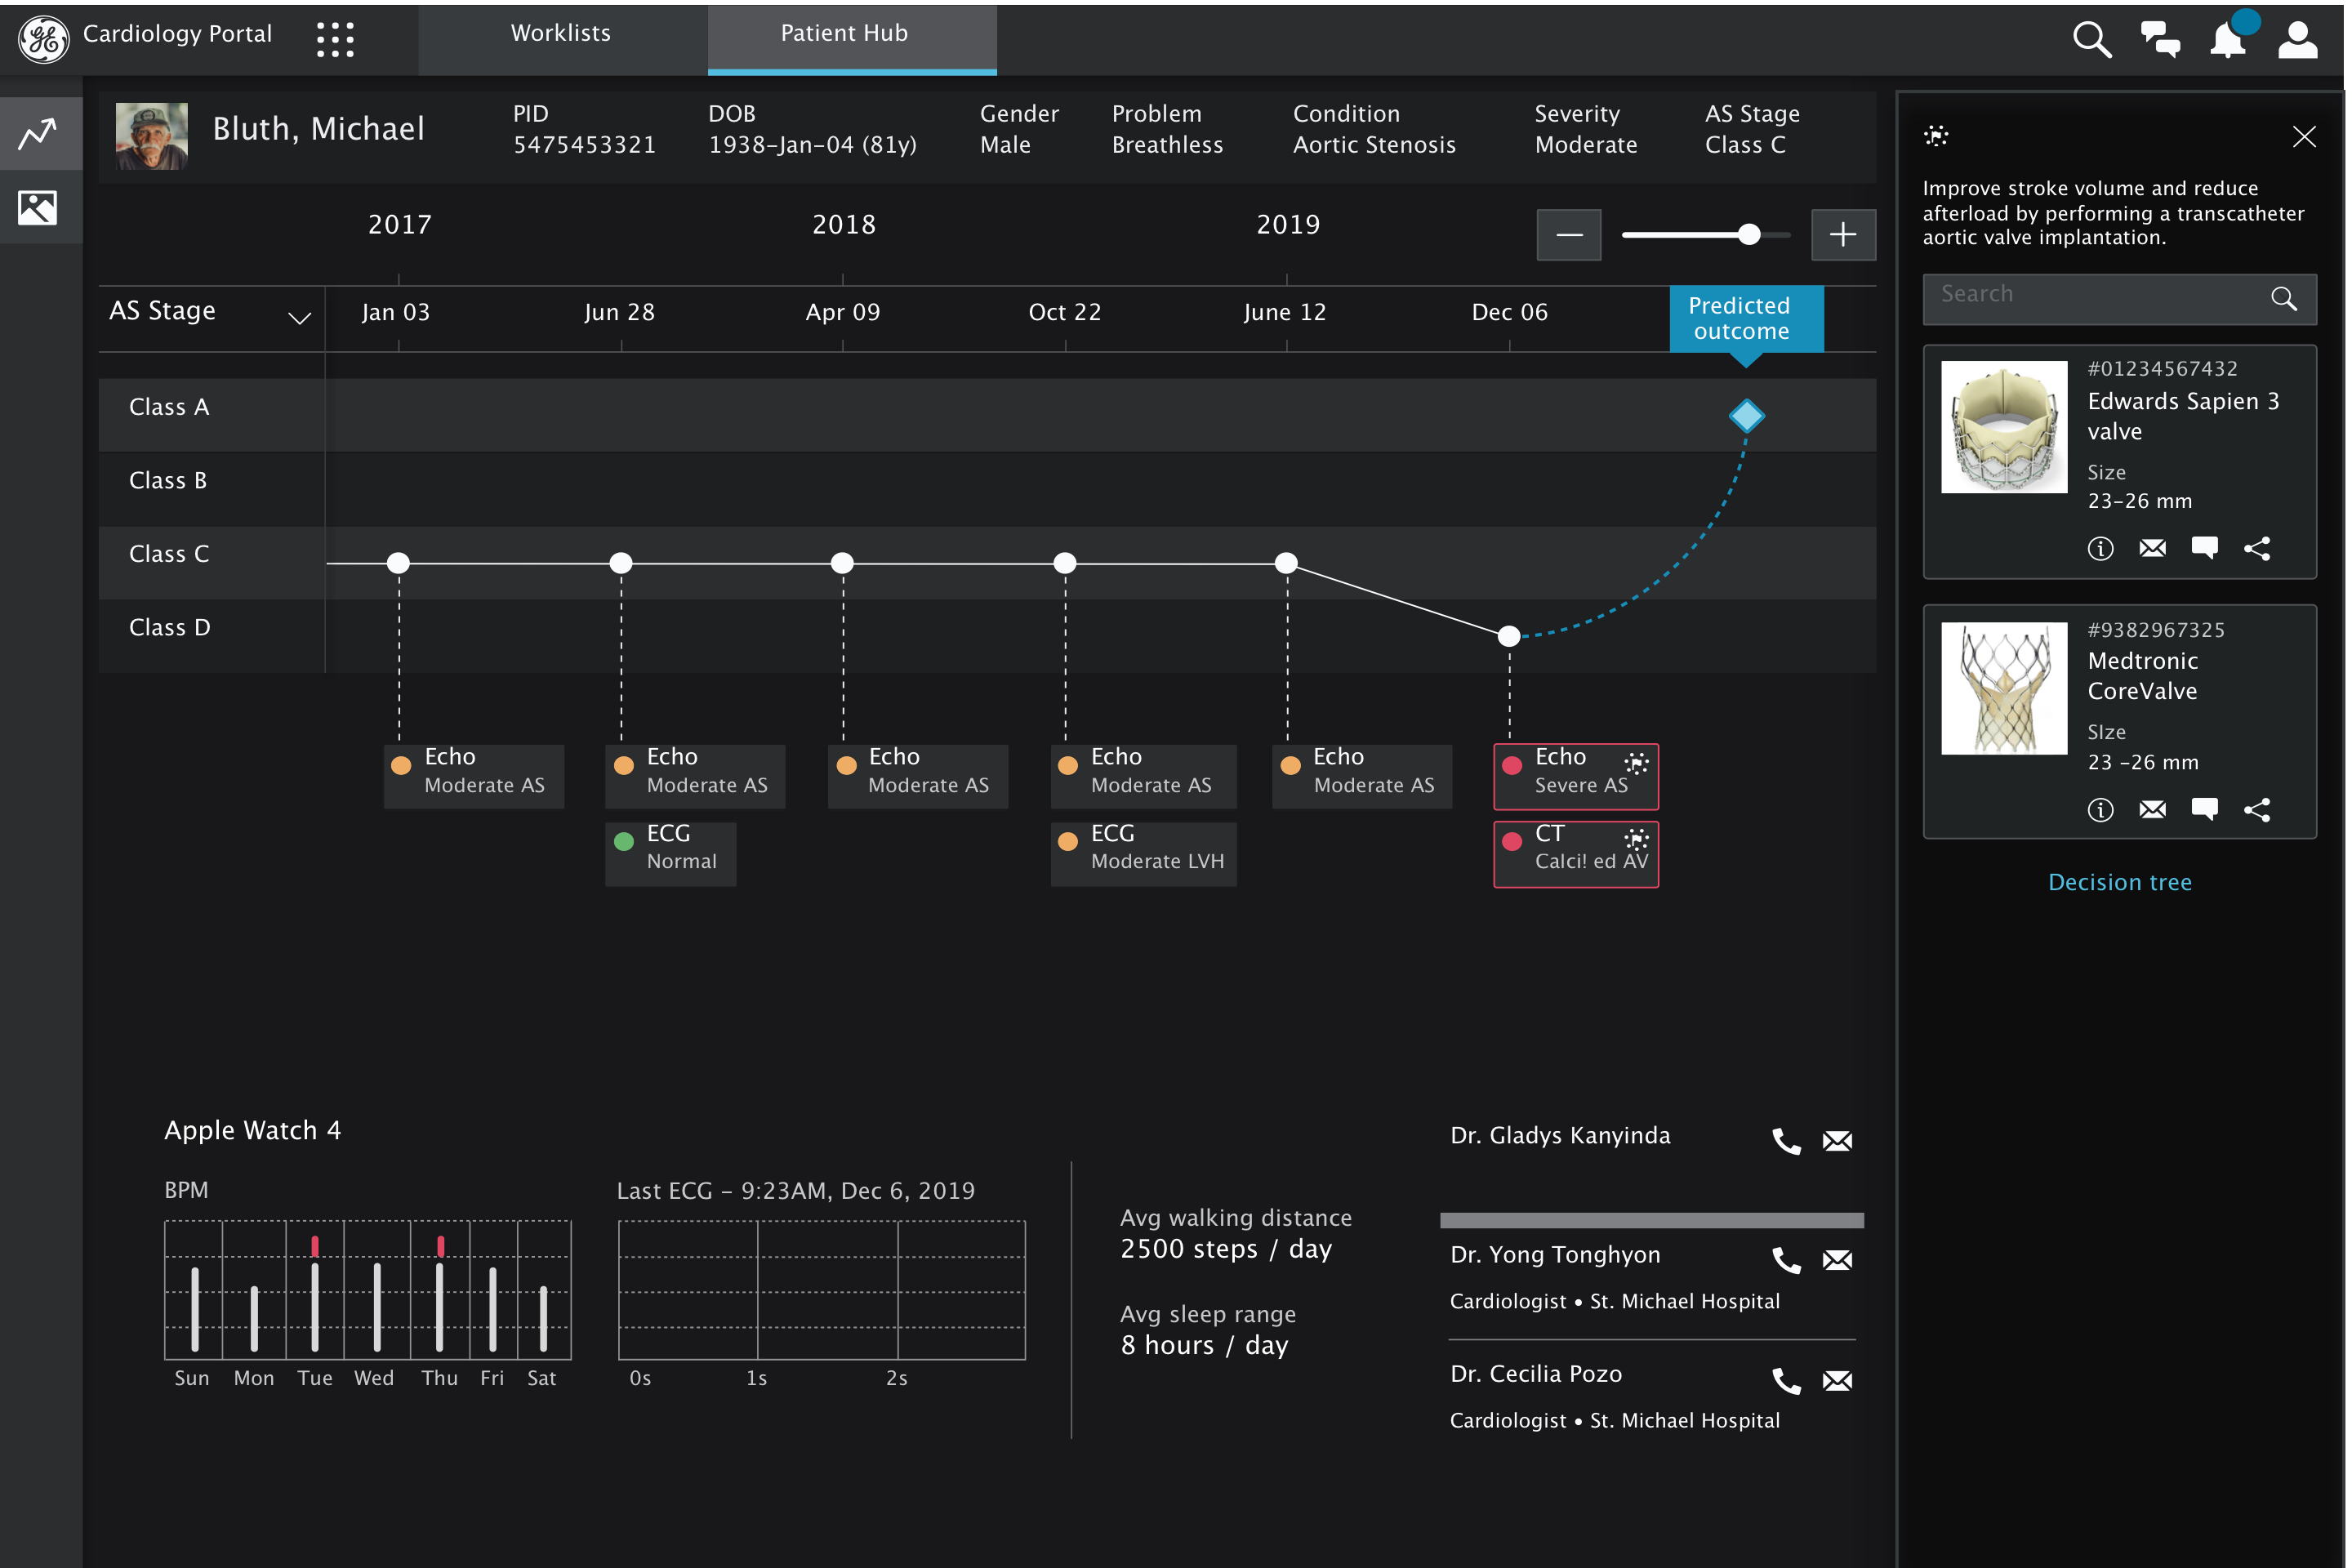 Cardiology Portal
Worklists
Patient Hub
Bluth, Michael
PID
5475453321
DOB
1938-Jan-04 (81y)
Gender
Male
Problem
Breathless
Condition
Aortic Stenosis
Severity
Moderate
AS Stage
Class C
2017
2018
2019
AS Stage
Jan 03
Jun 28
Apr 09
Oct 22
June 12
Dec 06
Predicted
outcome
Class A
Class B
Class C
Class D
Echo
Moderate AS
Echo
Moderate AS
Echo
Moderate AS
Echo
Moderate AS
Echo
Moderate AS
Echo
Severe AS
ECG
Normal
ECG
Moderate LVH
CT
Calci! ed AV
Apple Watch 4
BPM
Sun
Mon
Tue
Wed
Thu
Fri
Sat
Last ECG – 9:23AM, Dec 6, 2019
0s
1s
2s
Avg walking distance
2500 steps / day
Avg sleep range
8 hours / day
Dr. Gladys Kanyinda
Dr. Yong Tonghyon
Cardiologist • St. Michael Hospital
Dr. Cecilia Pozo
Cardiologist • St. Michael Hospital
Improve stroke volume and reduce
afterload by performing a transcatheter
aortic valve implantation.
Search
#01234567432
Edwards Sapien 3
valve
Size
23–26 mm
#9382967325
Medtronic
CoreValve
SIze
23 –26 mm
Decision tree